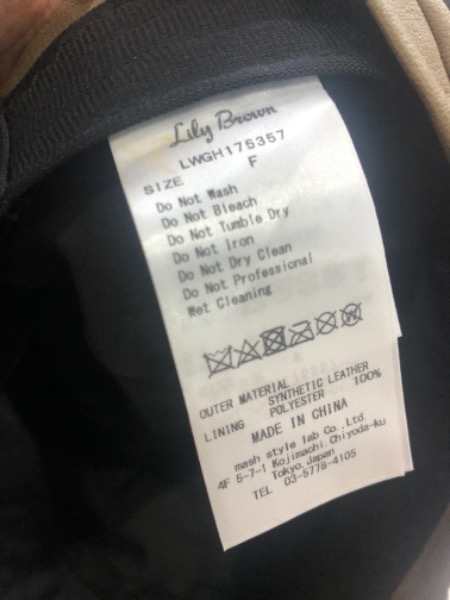 Lily Brown
LWGH175357
SIZE F
Do Not Wash
Do Not Bleach
Do Not Tumble Dry
Do Not Iron
Do Not Dry Clean
Do Not Professional
Wet Cleaning
OUTER MATERIAL
SYNTHETIC LEATHER
LINING POLYESTER 100%
MADE IN CHINA
mash style lab Co.,Ltd.
4F 5-7-1 Kojimachi,Chiyoda-ku
Tokyo,Japan
TEL 03-5778-4105